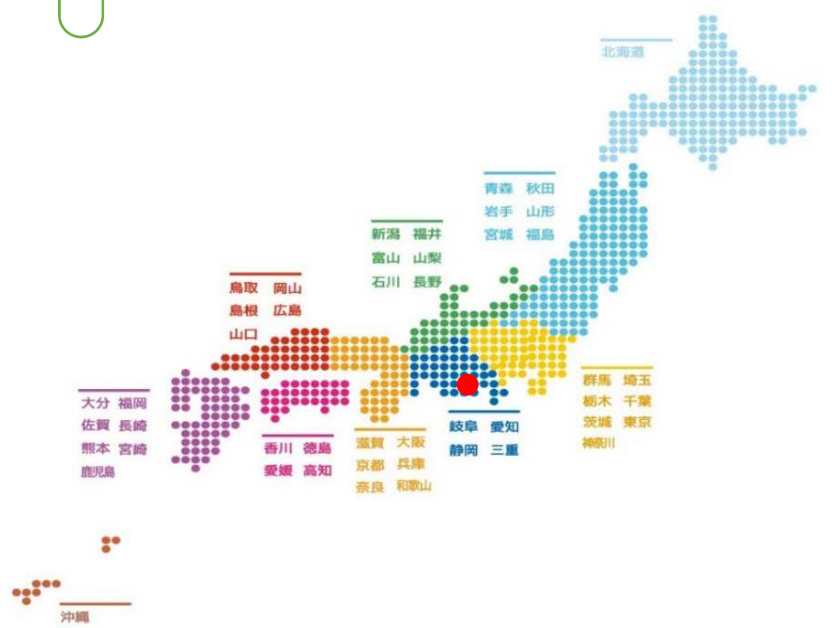 北海道
青森 秋田
岩手 山形
宮城 福島
新潟 福井
富山 山梨
石川 長野
鳥取 岡山
島根 広島
山口
群馬 埼玉
栃木 千葉
茨城 東京
神奈川
大分 福岡
佐賀 長崎
熊本 宮崎
鹿児島
香川 徳島
愛媛 高知
滋賀 大阪
京都 兵庫
奈良 和歌山
岐阜 愛知
静岡 三重
沖縄